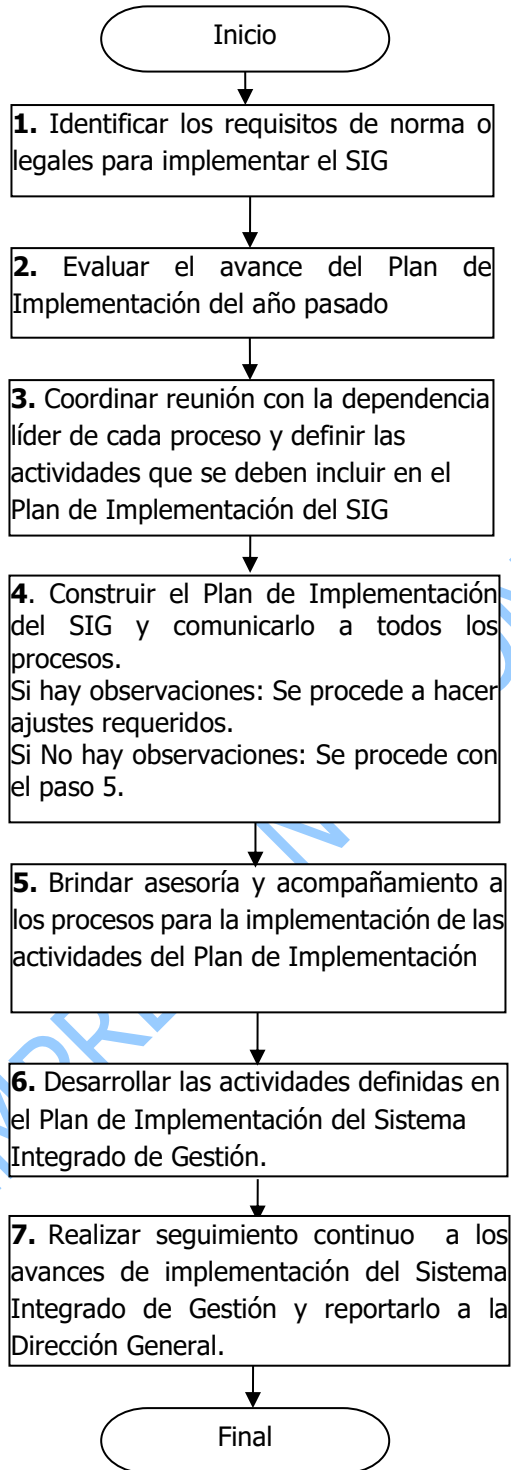 Inicio
1. Identificar los requisitos de norma o
legales para implementar el SIG
2. Evaluar el avance del Plan de
Implementación del año pasado
3. Coordinar reunión con la dependencia
líder de cada proceso y definir las
actividades que se deben incluir en el
Plan de Implementación del SIG
4. Construir el Plan de Implementación
del SIG y comunicarlo a todos los
procesos.
Si hay observaciones: Se procede a hacer
ajustes requeridos.
Si No hay observaciones: Se procede con
el paso 5.
5. Brindar asesoría y acompañamiento a
los procesos para la implementación de las
actividades del Plan de Implementación
6. Desarrollar las actividades definidas en
el Plan de Implementación del Sistema
Integrado de Gestión.
7. Realizar seguimiento continuo a los
avances de implementación del Sistema
Integrado de Gestión y reportarlo a la
Dirección General.
Final